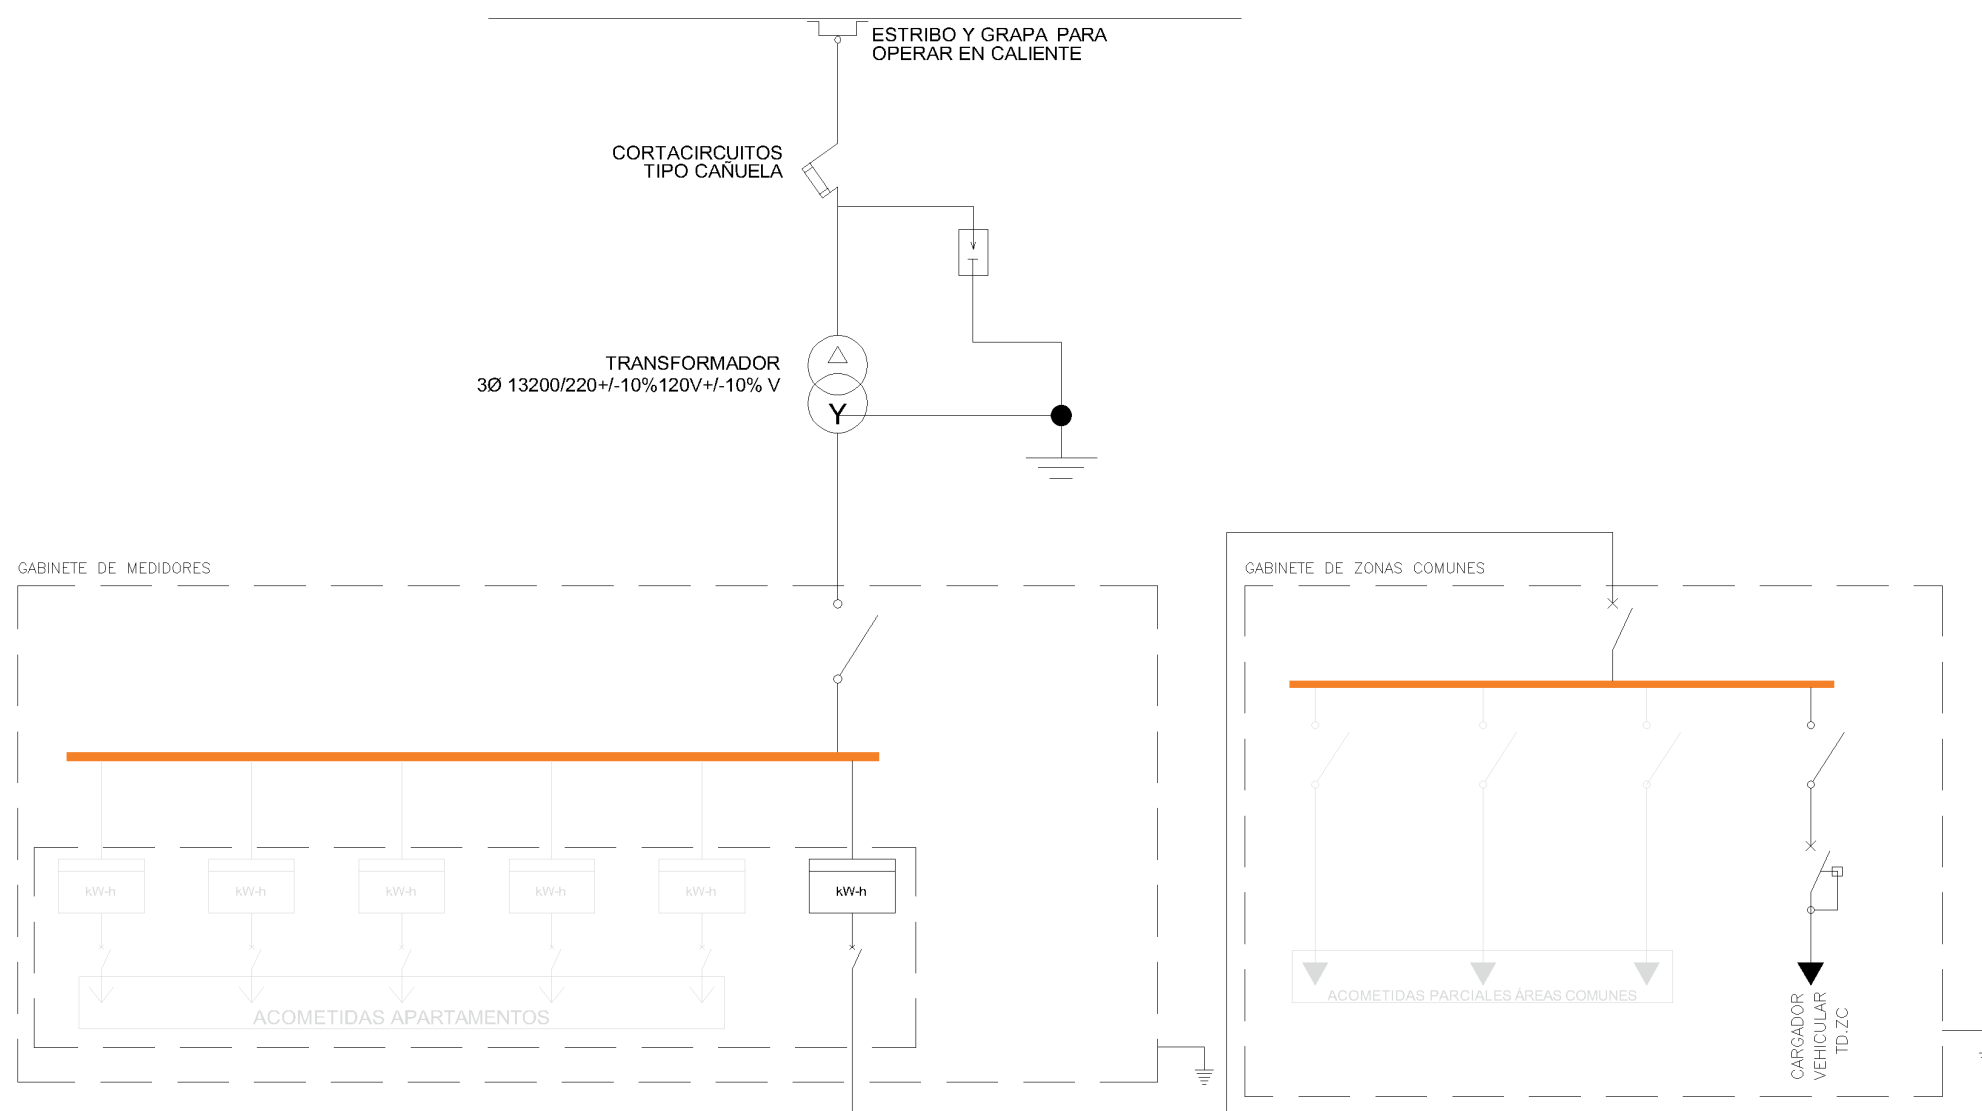 ESTRIBO Y GRAPA PARA
OPERAR EN CALIENTE
CORTACIRCUITOS
TIPO CAÑUELA
TRANSFORMADOR
3Ø 13200/220+/-10%120V+/-10% V
Y
GABINETE DE MEDIDORES
GABINETE DE ZONAS COMUNES
kW-h
kW-h
kW-h
kW-h
kW-h
kW-h
ACOMETIDAS APARTAMENTOS
ACOMETIDAS PARCIALES ÁREAS COMUNES
CARGADOR
VEHICULAR
TD.ZC